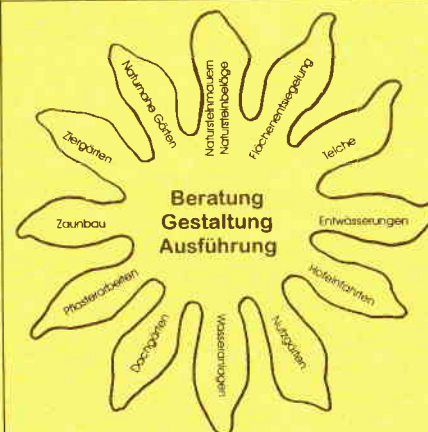 Naturnahe Gärten
Natursteinmauern
Natursteinbeläge
Flächenentsiegelung
Teiche
Entwässerungen
Hofeinfahrten
Nutzgärten
Wasseranlagen
Dachgärten
Pflasterarbeiten
Zaunbau
Ziergärten
Beratung
Gestaltung
Ausführung